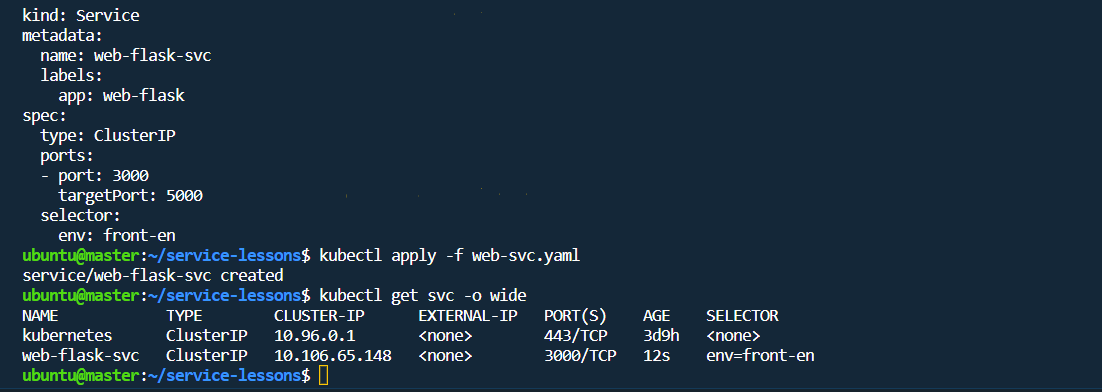 kind: Service
metadata:
  name: web-flask-svc
  labels:
    app: web-flask
spec:
  type: ClusterIP
  ports:
  - port: 3000
    targetPort: 5000
  selector:
    env: front-en
ubuntu@master:~/service-lessons$ kubectl apply -f web-svc.yaml
service/web-flask-svc created
ubuntu@master:~/service-lessons$ kubectl get svc -o wide
NAME            TYPE        CLUSTER-IP      EXTERNAL-IP   PORT(S)    AGE    SELECTOR
kubernetes      ClusterIP   10.96.0.1       <none>        443/TCP    3d9h   <none>
web-flask-svc   ClusterIP   10.106.65.148   <none>        3000/TCP   12s    env=front-en
ubuntu@master:~/service-lessons$